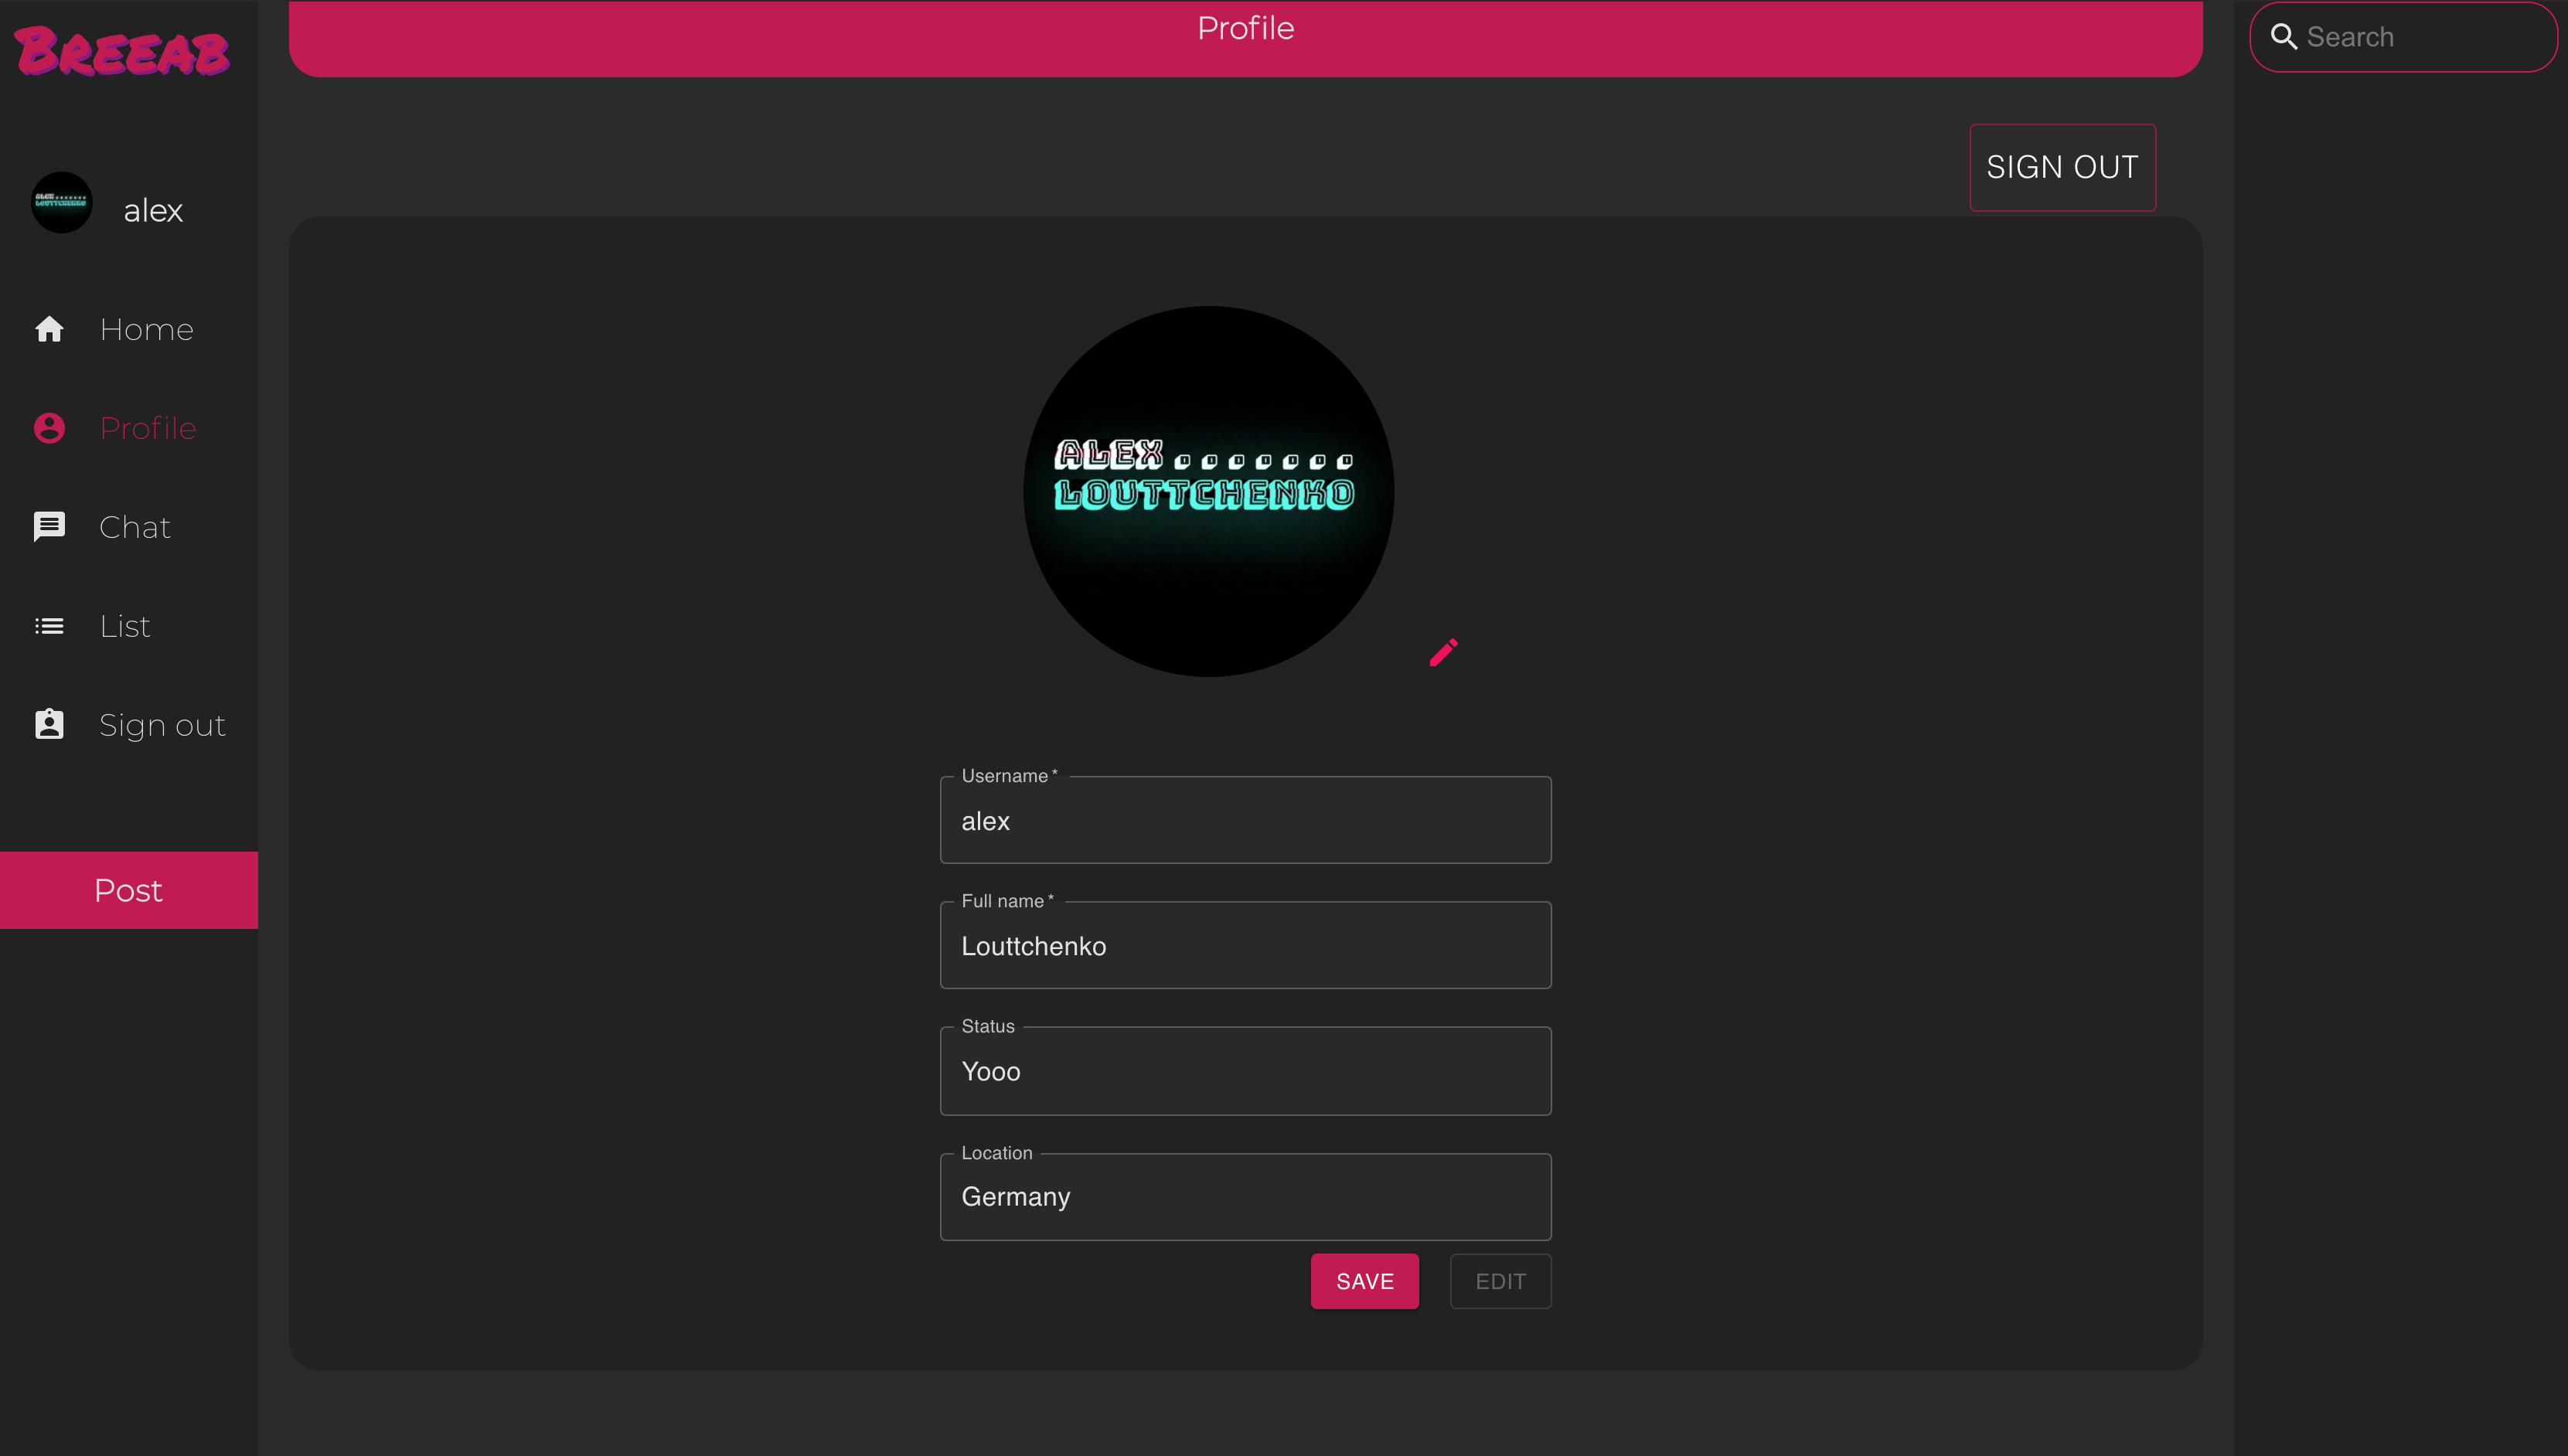 Breeab
alex
Home
Profile
Chat
List
Sign out
Post
Profile
SIGN OUT
ALEX.......
LOUTTCHENKO
Username *
alex
Full name *
Louttchenko
Status
Yooo
Location
Germany
SAVE EDIT
Search